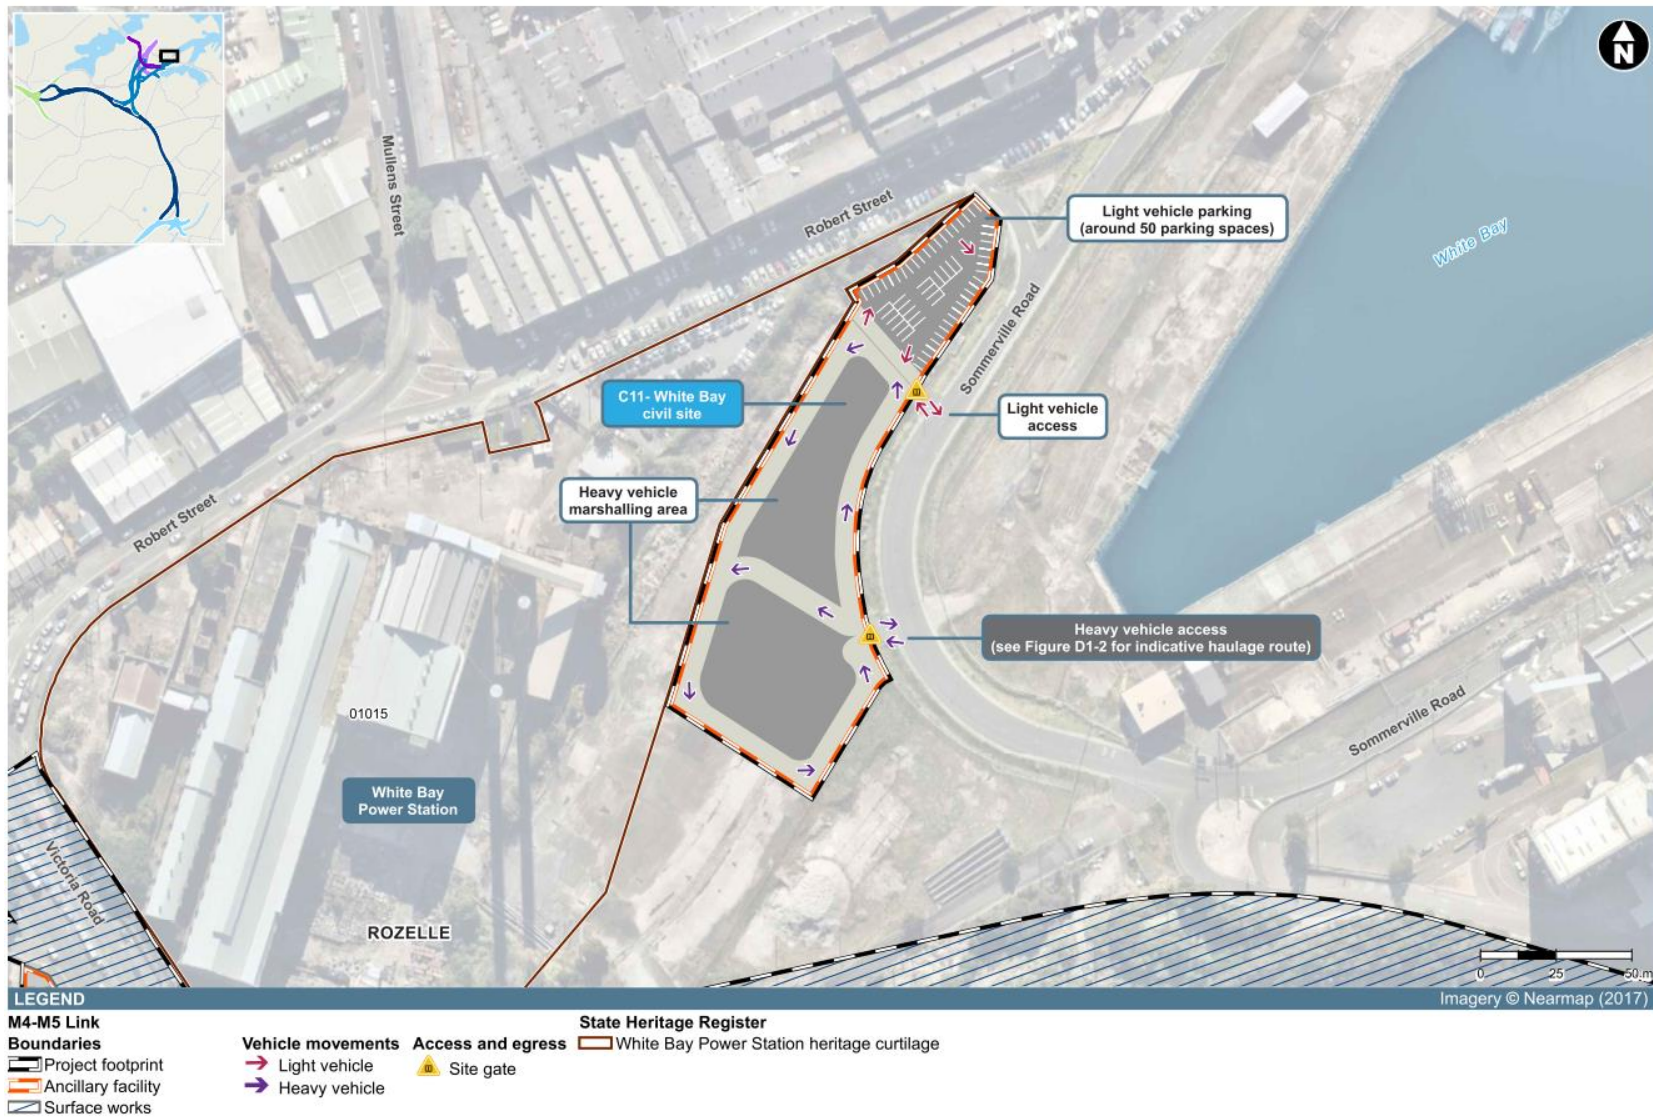 N
Mullens Street
Robert Street
Light vehicle parking
(around 50 parking spaces)
White Bay
Sommerville Road
C11- White Bay
civil site
Light vehicle
access
Heavy vehicle
marshalling area
Robert Street
Heavy vehicle access
(see Figure D1-2 for indicative haulage route)
01015
Sommerville Road
White Bay
Power Station
Victoria Road
ROZELLE
0 25 50 m
LEGEND
Imagery © Nearmap (2017)
M4-M5 Link
Boundaries
Project footprint
Ancillary facility
Surface works
Vehicle movements
Light vehicle
Heavy vehicle
Access and egress
Site gate
State Heritage Register
White Bay Power Station heritage curtilage